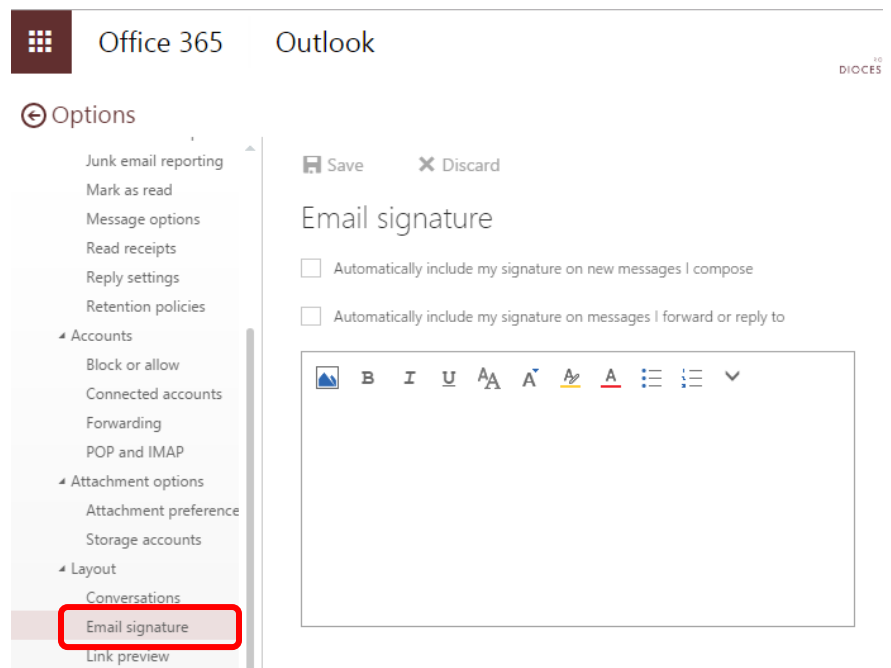 Office 365 Outlook
DIOCES
Options
Junk email reporting
Mark as read
Message options
Read receipts
Reply settings
Retention policies
Accounts
Block or allow
Connected accounts
Forwarding
POP and IMAP
Attachment options
Attachment preference
Storage accounts
Layout
Conversations
Email signature
Link preview
Save Discard
Email signature
Automatically include my signature on new messages I compose
Automatically include my signature on messages I forward or reply to
B I U AA A A A